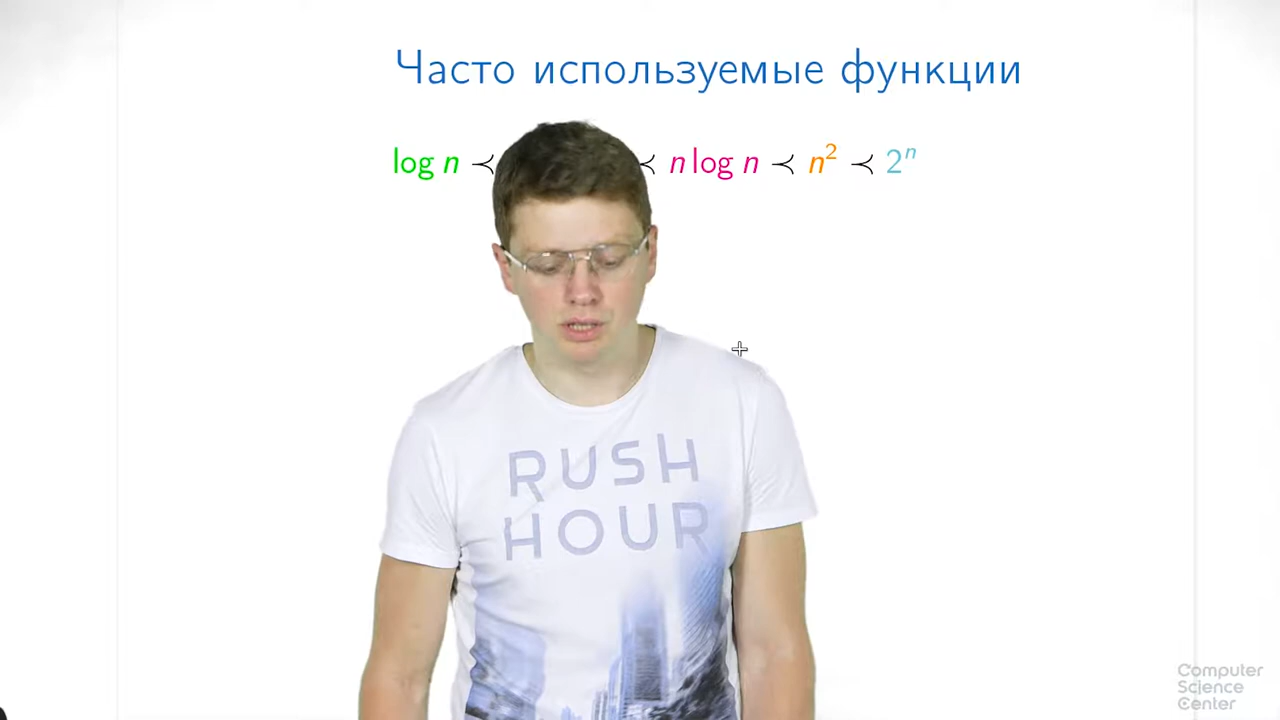 Часто используемые функции
log n ≺ ≺ n log n ≺ n² ≺ 2ⁿ
RUSH
HOUR
Computer
Science
Center